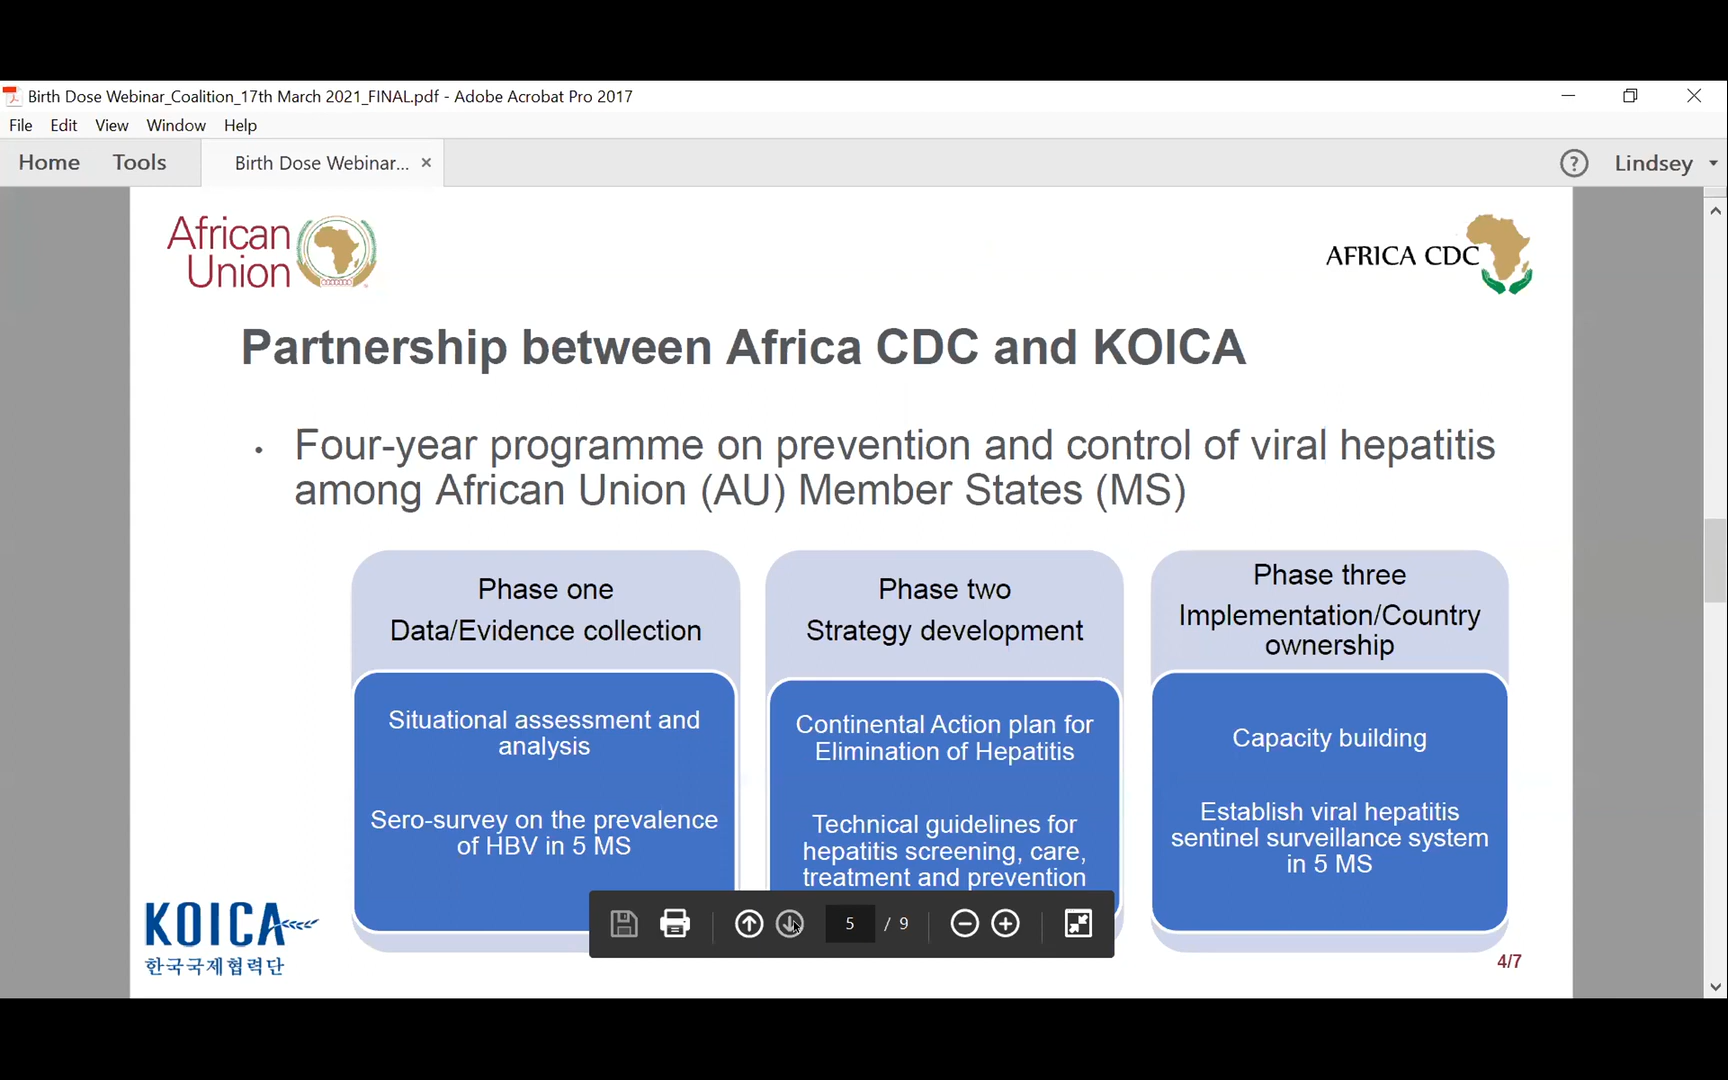 Birth Dose Webinar_Coalition_17th March 2021_FINAL.pdf - Adobe Acrobat Pro 2017
File Edit View Window Help
Home Tools Birth Dose Webinar... × ? Lindsey
African
Union
AFRICA CDC
Partnership between Africa CDC and KOICA
• Four-year programme on prevention and control of viral hepatitis
among African Union (AU) Member States (MS)
Phase one
Data/Evidence collection
Situational assessment and
analysis
Sero-survey on the prevalence
of HBV in 5 MS
Phase two
Strategy development
Continental Action plan for
Elimination of Hepatitis
Technical guidelines for
hepatitis screening, care,
treatment and prevention
Phase three
Implementation/Country
ownership
Capacity building
Establish viral hepatitis
sentinel surveillance system
in 5 MS
KOICA
한국국제협력단
5 / 9
4/7